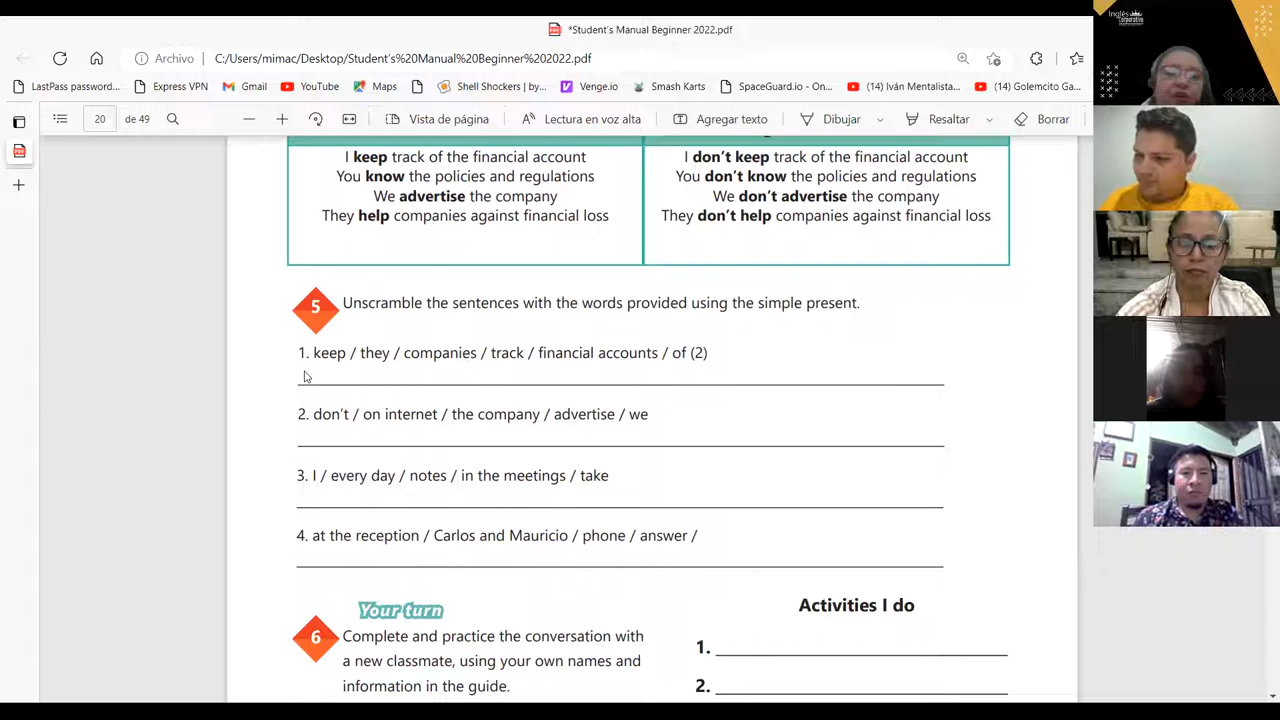 *Student's Manual Beginner 2022.pdf
Archivo C:/Users/mimac/Desktop/Student's%20Manual%20Beginner%202022.pdf
LastPass password... Express VPN Gmail YouTube Maps Shell Shockers | by... Venge.io Smash Karts SpaceGuard.io - On... (14) Iván Mentalista... (14) Golemcito Ga...
20 de 49 Vista de página Lectura en voz alta Agregar texto Dibujar Resaltar Borrar
I keep track of the financial account
You know the policies and regulations
We advertise the company
They help companies against financial loss
I don't keep track of the financial account
You don't know the policies and regulations
We don't advertise the company
They don't help companies against financial loss
5 Unscramble the sentences with the words provided using the simple present.
1. keep / they / companies / track / financial accounts / of (2)
2. don't / on internet / the company / advertise / we
3. I / every day / notes / in the meetings / take
4. at the reception / Carlos and Mauricio / phone / answer /
Your turn
6 Complete and practice the conversation with
a new classmate, using your own names and
information in the guide.
Activities I do
1.
2.
Inglés
Corporativo